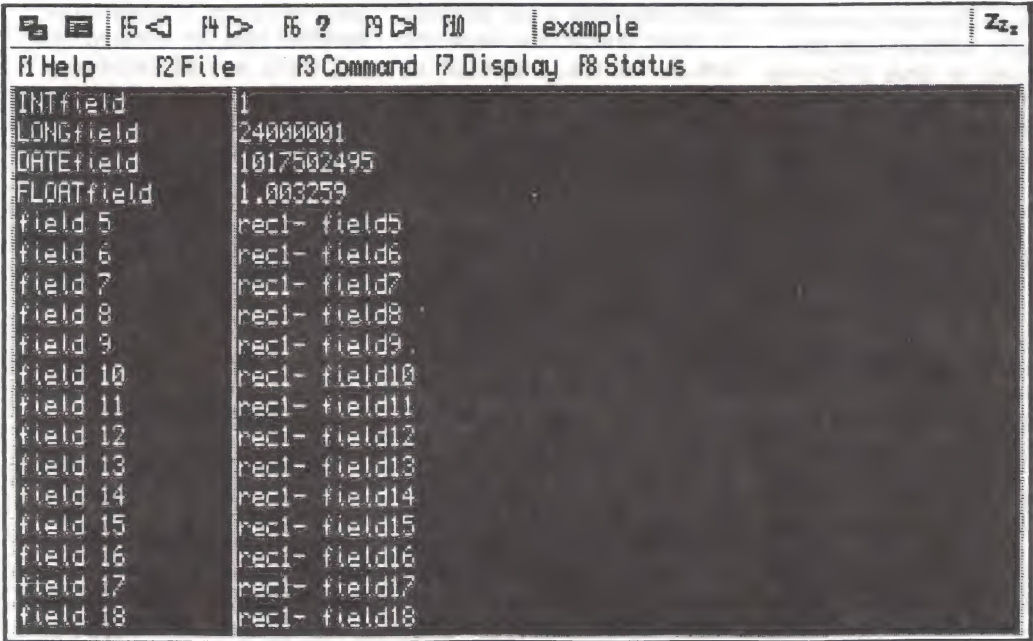 F5 F4 F6 ? F9 F10 example Zzz
F1 Help F2 File F3 Command F7 Display F8 Status
INTfield 1
LONGfield 24000001
DATEfield 1017502495
FLOATfield 1.003259
field 5 rec1- field5
field 6 rec1- field6
field 7 rec1- field7
field 8 rec1- field8
field 9 rec1- field9
field 10 rec1- field10
field 11 rec1- field11
field 12 rec1- field12
field 13 rec1- field13
field 14 rec1- field14
field 15 rec1- field15
field 16 rec1- field16
field 17 rec1- field17
field 18 rec1- field18